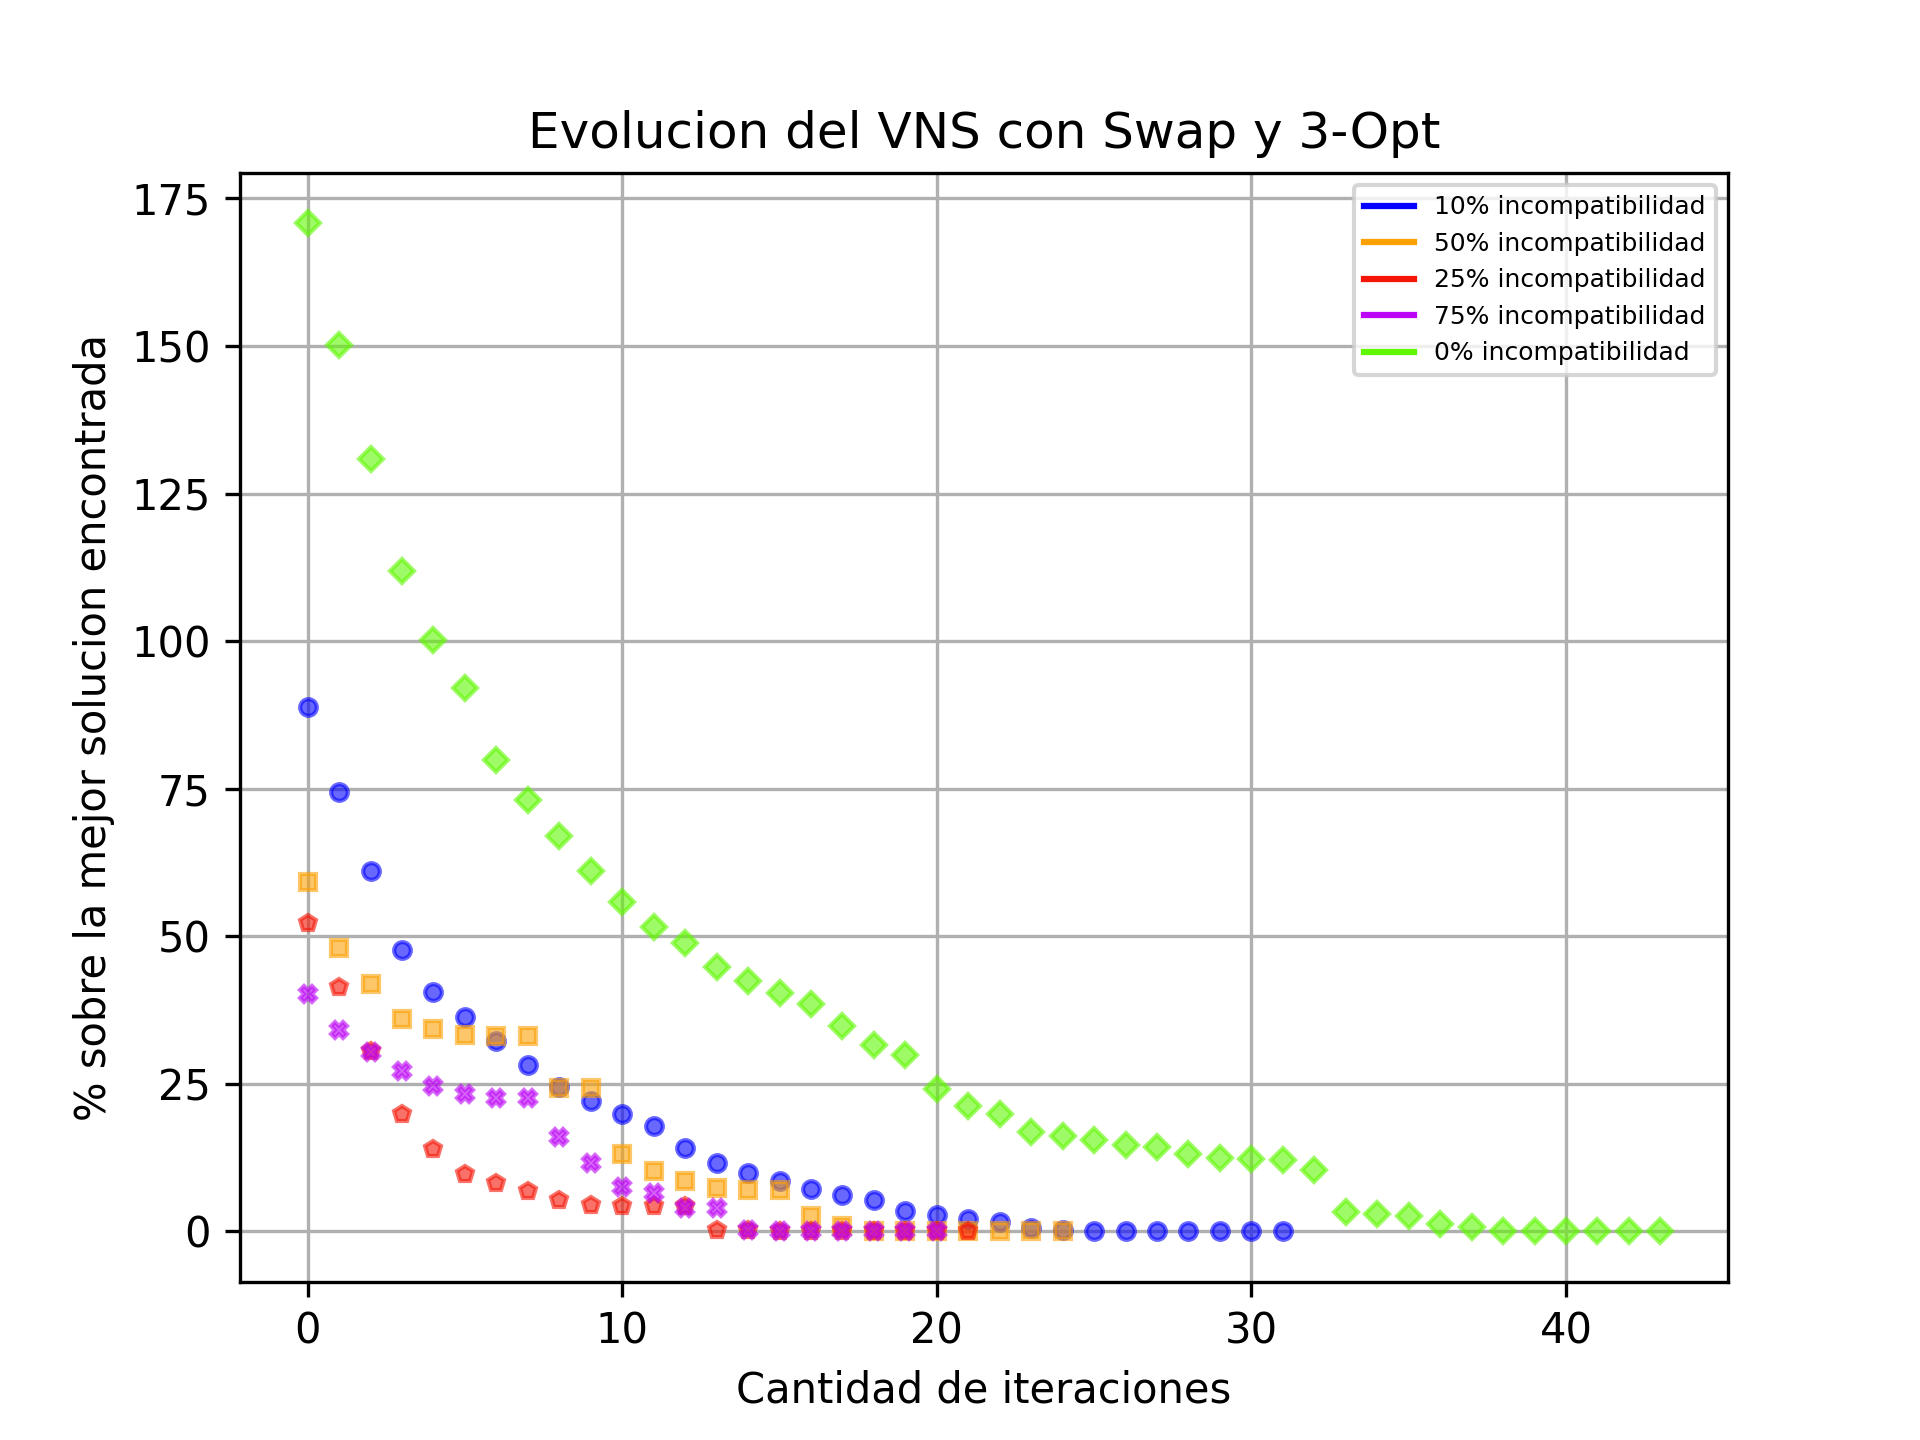 Evolucion del VNS con Swap y 3-Opt
% sobre la mejor solucion encontrada
175
150
125
100
75
50
25
0
10% incompatibilidad
50% incompatibilidad
25% incompatibilidad
75% incompatibilidad
0% incompatibilidad
0 10 20 30 40
Cantidad de iteraciones